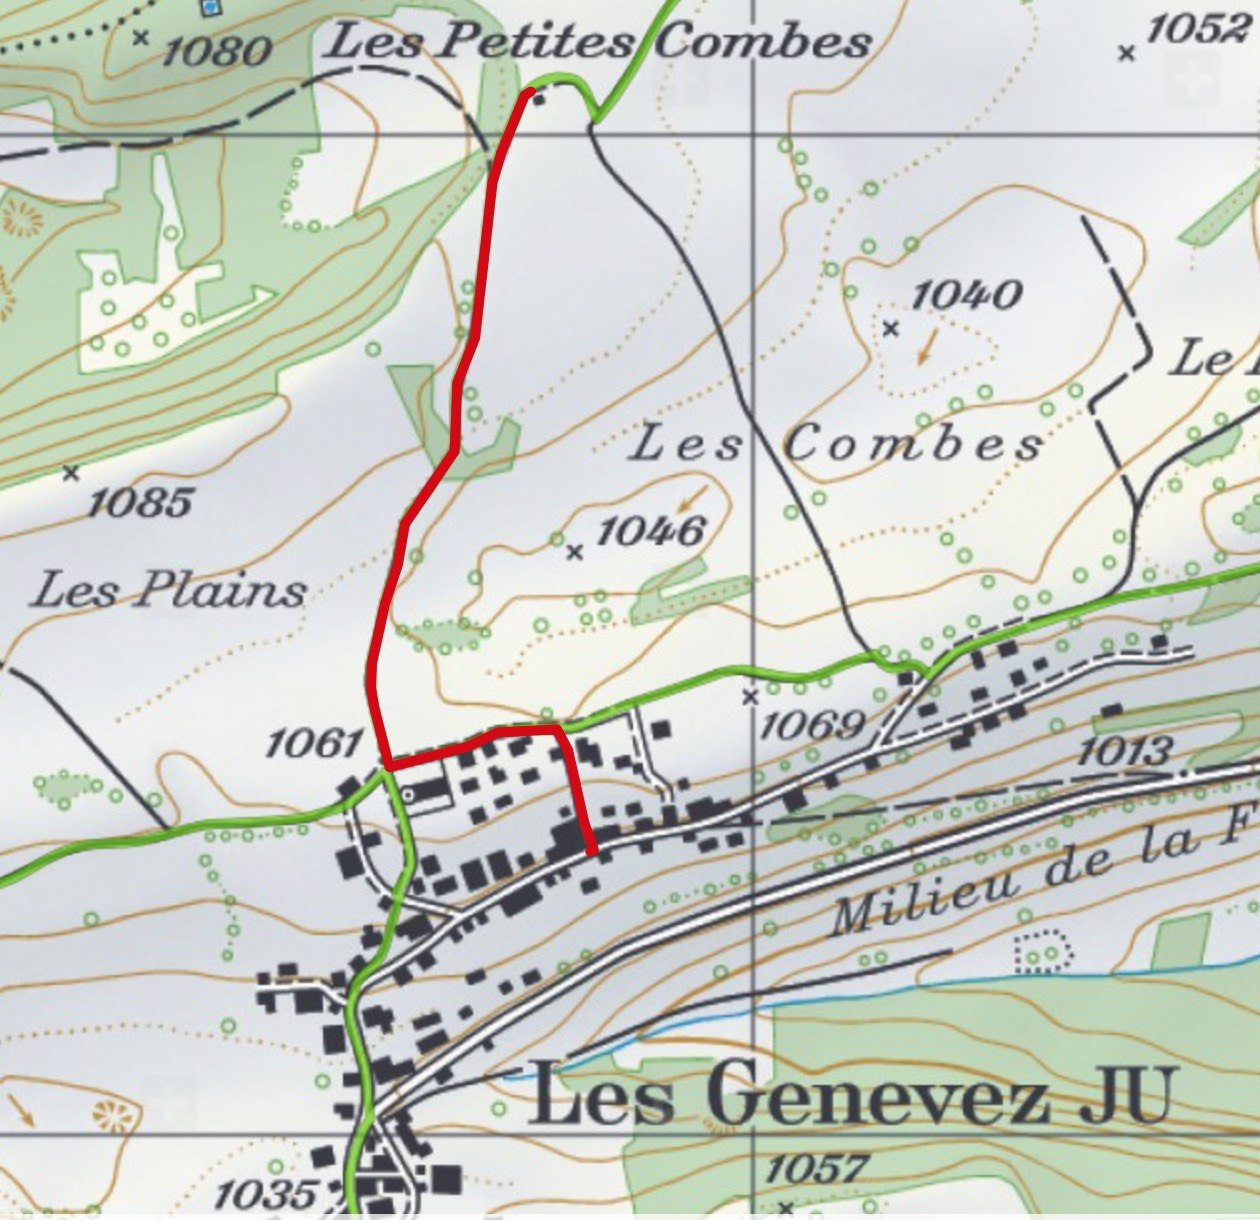 Les Petites Combes
1052
1080
1040
Le
Les Combes
1085
1046
Les Plains
1061
1069
1013
Milieu de la F
Les Genevez JU
1057
1035